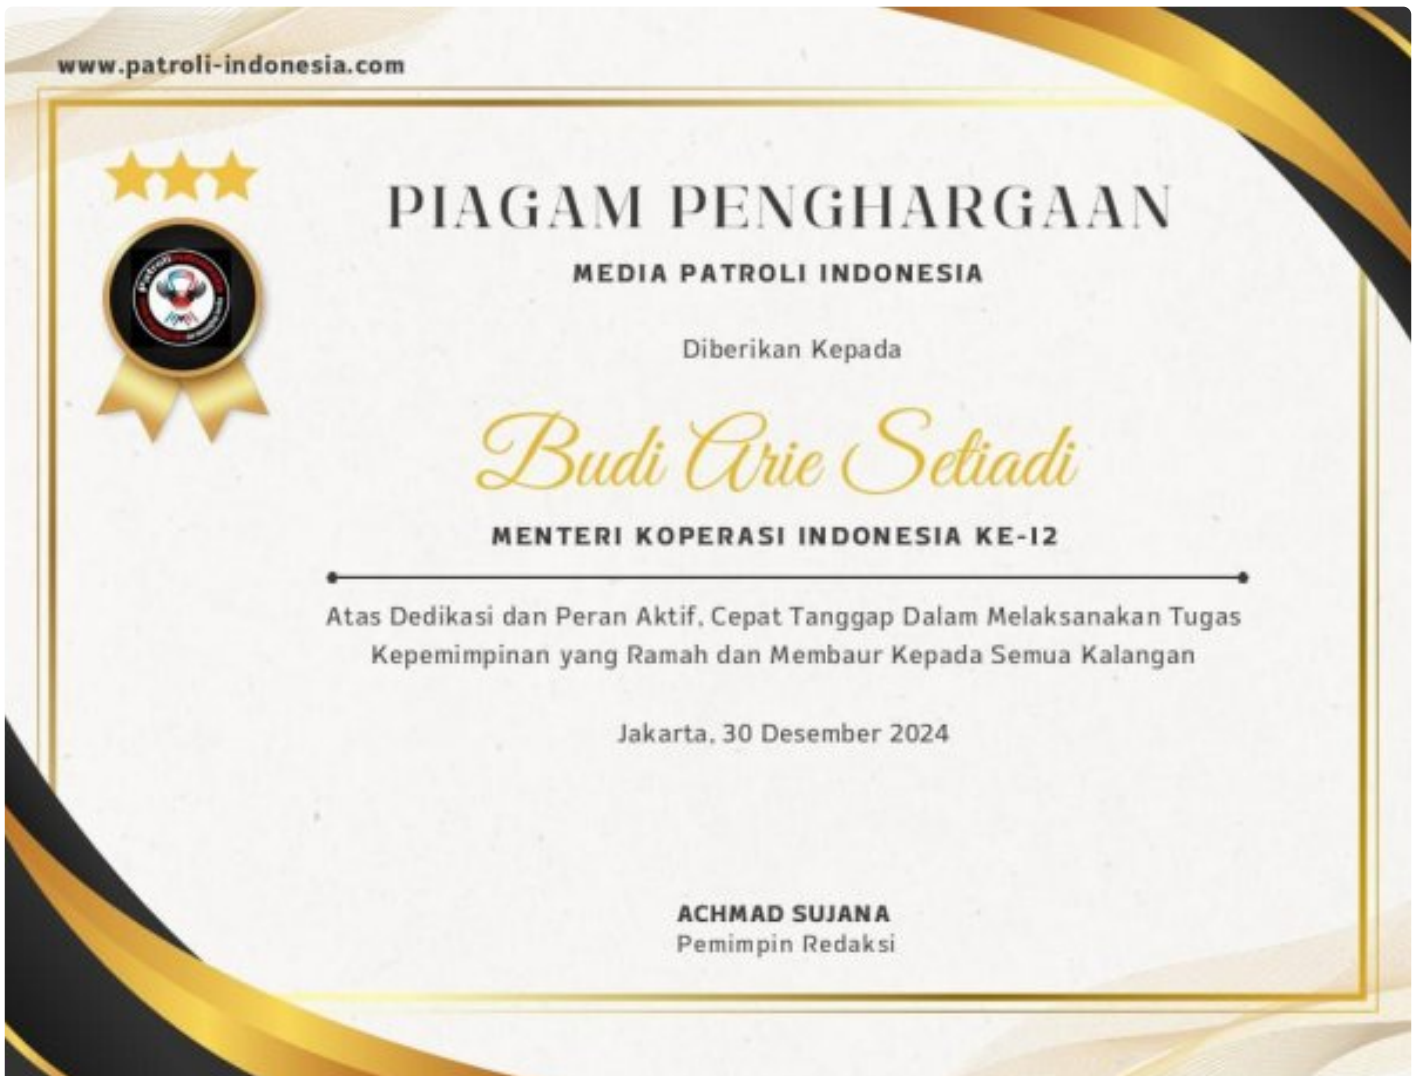 www.patroli-indonesia.com
PIAGAM PENGHARGAAN
MEDIA PATROLI INDONESIA
Diberikan Kepada
Budi Arie Setiadi
MENTERI KOPERASI INDONESIA KE-12
Atas Dedikasi dan Peran Aktif, Cepat Tanggap Dalam Melaksanakan Tugas
Kepemimpinan yang Ramah dan Membaur Kepada Semua Kalangan
Jakarta, 30 Desember 2024
ACHMAD SUJANA
Pemimpin Redaksi